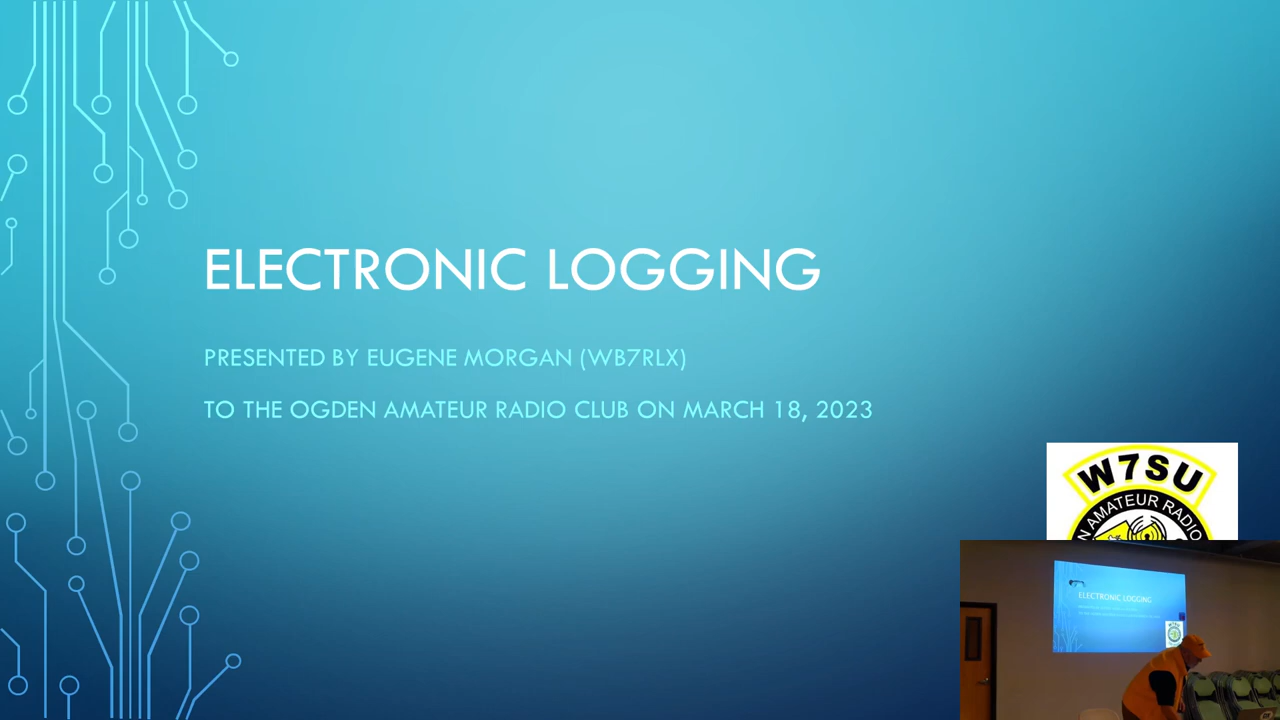 ELECTRONIC LOGGING
PRESENTED BY EUGENE MORGAN (WB7RLX)
TO THE OGDEN AMATEUR RADIO CLUB ON MARCH 18, 2023
W7SU
N AMATEUR RADIO
ELECTRONIC LOGGING
W7SU